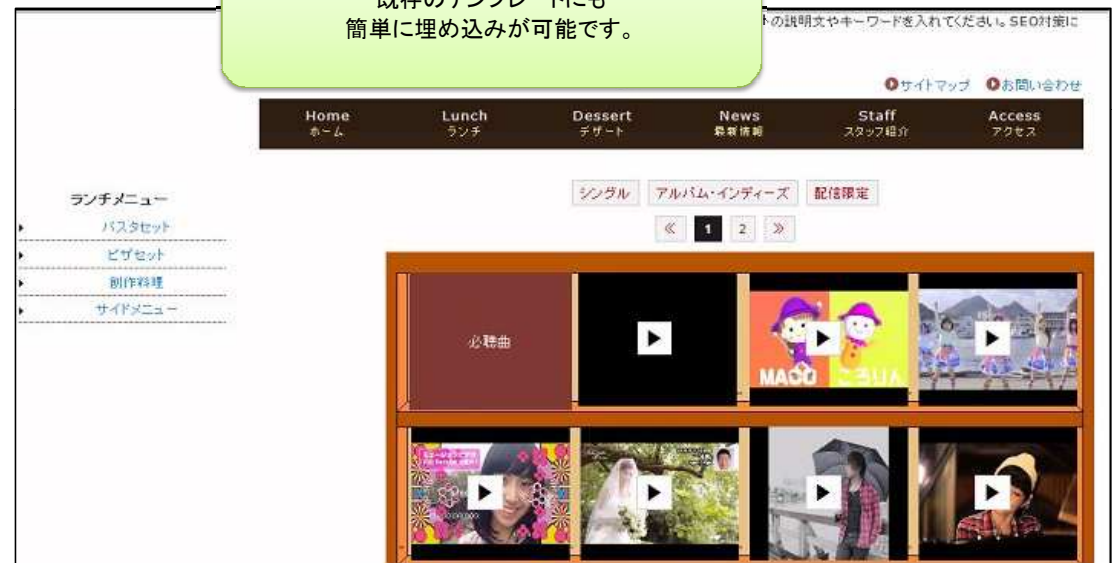 既存のテンプレートにも
簡単に埋め込みが可能です。
の説明文やキーワードを入れてください。SEO対策に
サイトマップ お問い合わせ
Home Lunch Dessert News Staff Access
ホーム ランチ デザート 最新情報 スタッフ紹介 アクセス
ランチメニュー
パスタセット
ピザセット
創作料理
サイドメニュー
シングル アルバム・インディーズ 配信限定
≪ 1 2 ≫
必聴曲
MACO ころりん